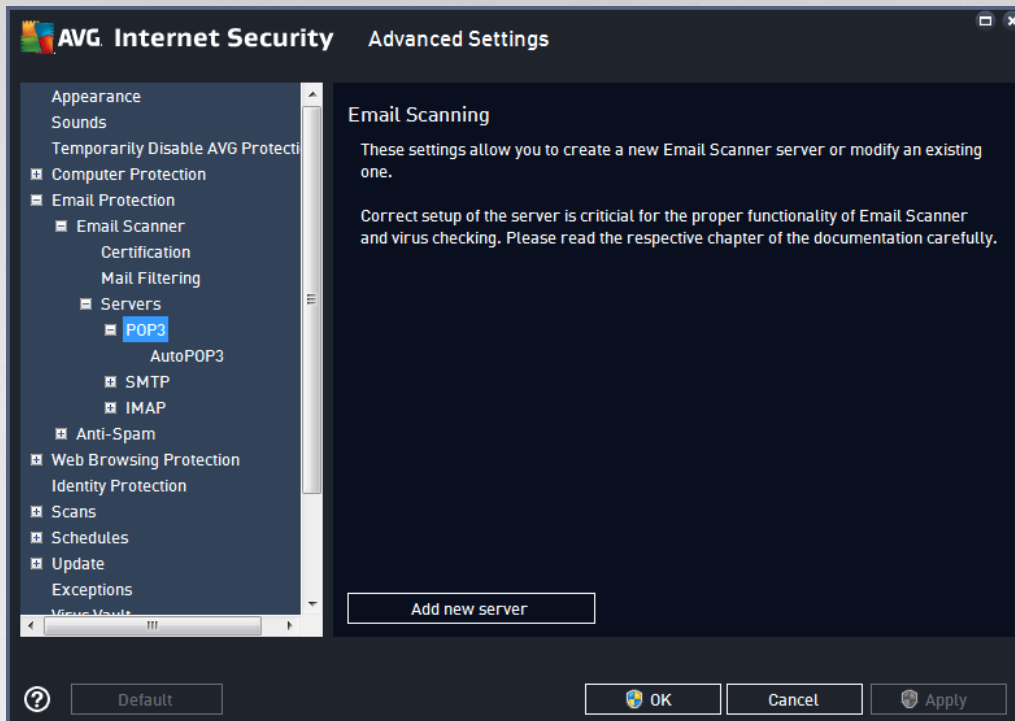 AVG Internet Security Advanced Settings
Appearance
Sounds
Temporarily Disable AVG Protecti
Computer Protection
Email Protection
Email Scanner
Certification
Mail Filtering
Servers
POP3
AutoPOP3
SMTP
IMAP
Anti-Spam
Web Browsing Protection
Identity Protection
Scans
Schedules
Update
Exceptions
Virus Vault
Email Scanning
These settings allow you to create a new Email Scanner server or modify an existing
one.
Correct setup of the server is criticial for the proper functionality of Email Scanner
and virus checking. Please read the respective chapter of the documentation carefully.
Add new server
? Default OK Cancel Apply